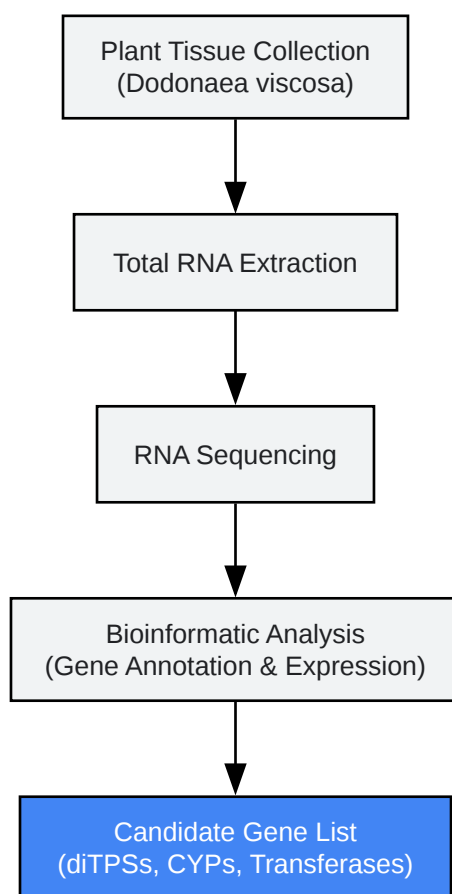 Plant Tissue Collection
(Dodonaea viscosa)
Total RNA Extraction
RNA Sequencing
Bioinformatic Analysis
(Gene Annotation & Expression)
Candidate Gene List
(diTPSs, CYPs, Transferases)